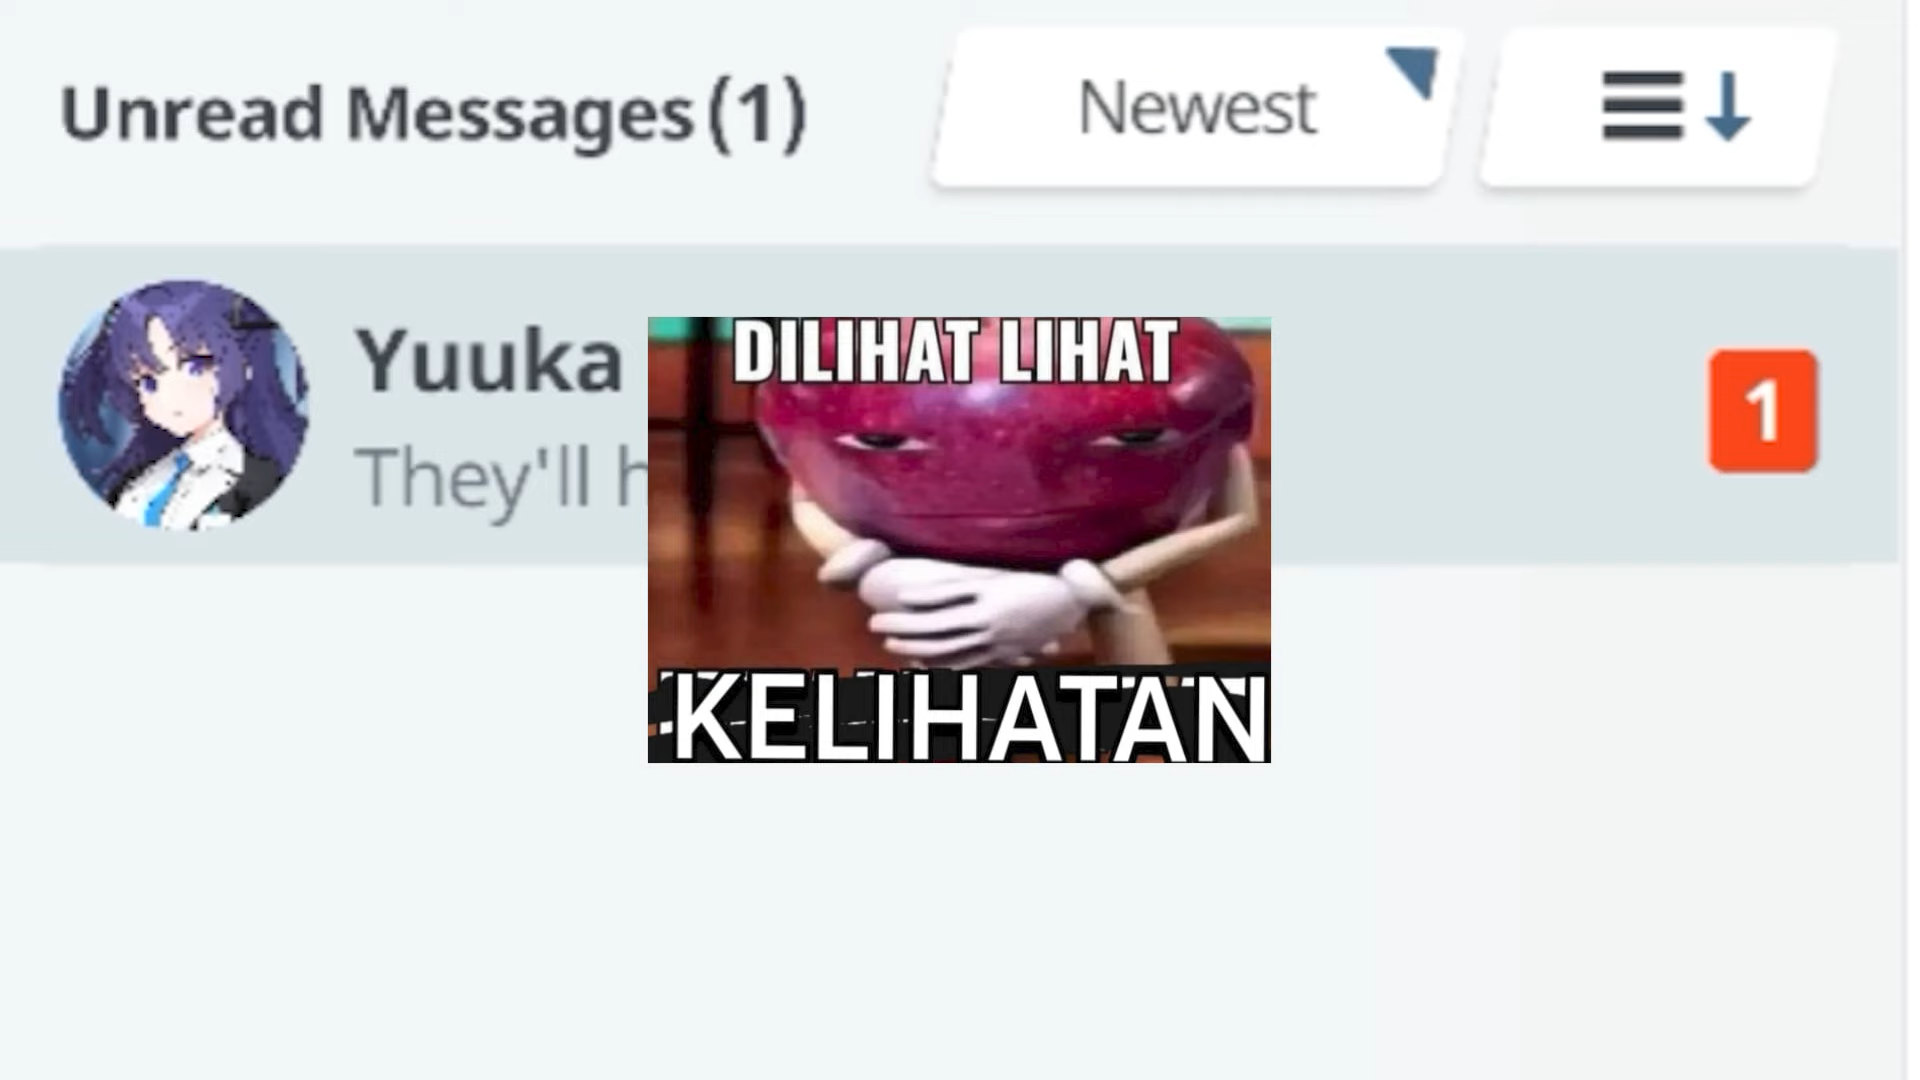 Unread Messages (1)
Newest
Yuuka
They'll
1
DILIHAT LIHAT
KELIHATAN